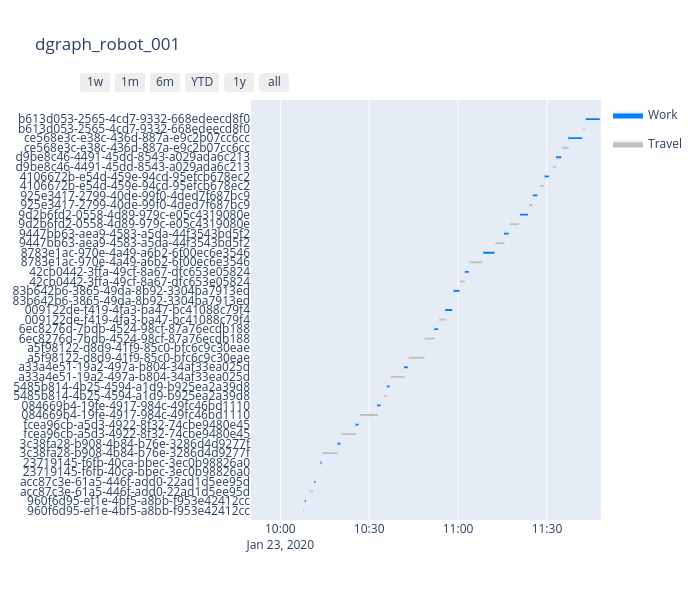 dgraph_robot_001
1w 1m 6m YTD 1y all
Work
Travel
b613d053-2565-4cd7-9332-668edeecd8f0
b613d053-2565-4cd7-9332-668edeecd8f0
ce568e3c-e38c-436d-887a-e9c2b07cc6cc
ce568e3c-e38c-436d-887a-e9c2b07cc6cc
d9be8c46-4491-45dd-8543-a029ada6c213
d9be8c46-4491-45dd-8543-a029ada6c213
4106672b-e54d-459e-94cd-95efcbf678ec2
4106672b-e54d-459e-94cd-95efcbf678ec2
925e3417-2799-40de-99f0-4ded7f687bc9
925e3417-2799-40de-99f0-4ded7f687bc9
9d2b6fd2-0558-4d89-979c-e05c4319080e
9d2b6fd2-0558-4d89-979c-e05c4319080e
9447bb63-aea9-4583-a5da-44f3543bd5f2
9447bb63-aea9-4583-a5da-44f3543bd5f2
8783e1ac-970e-4a49-a6b2-6f00ec6e3546
8783e1ac-970e-4a49-a6b2-6f00ec6e3546
42cb0442-3ffa-49cf-8a67-dfc653e05824
42cb0442-3ffa-49cf-8a67-dfc653e05824
83b642b6-3865-49da-8b92-3304ba7913ed
83b642b6-3865-49da-8b92-3304ba7913ed
009122de-f419-4fa3-ba47-bc41088c79f4
009122de-f419-4fa3-ba47-bc41088c79f4
6ec8276d-7bdb-4524-98cf-87a76ecdb188
6ec8276d-7bdb-4524-98cf-87a76ecdb188
a5f98122-d8d9-41f9-85c0-bfc6c9c30eae
a5f98122-d8d9-41f9-85c0-bfc6c9c30eae
a33a4e51-19a2-497a-b804-34af33ea025d
a33a4e51-19a2-497a-b804-34af33ea025d
5485b814-4b25-4594-a1d9-b925ea2a39d8
5485b814-4b25-4594-a1d9-b925ea2a39d8
084669b4-19fe-4917-984c-49fc46bd1110
084669b4-19fe-4917-984c-49fc46bd1110
fcea96cb-a5d3-4922-8f32-74cbe9480e45
fcea96cb-a5d3-4922-8f32-74cbe9480e45
3c38fa28-b908-4b84-b76e-3286d4d9277f
3c38fa28-b908-4b84-b76e-3286d4d9277f
23719145-f6fb-40ca-bbec-3ec0b98826a0
23719145-f6fb-40ca-bbec-3ec0b98826a0
acc87c3e-61a5-446f-add0-22ad1d5ee95d
acc87c3e-61a5-446f-add0-22ad1d5ee95d
960f6d95-ef1e-4bf5-a8bb-f953e42412cc
960f6d95-ef1e-4bf5-a8bb-f953e42412cc
10:00 10:30 11:00 11:30
Jan 23, 2020